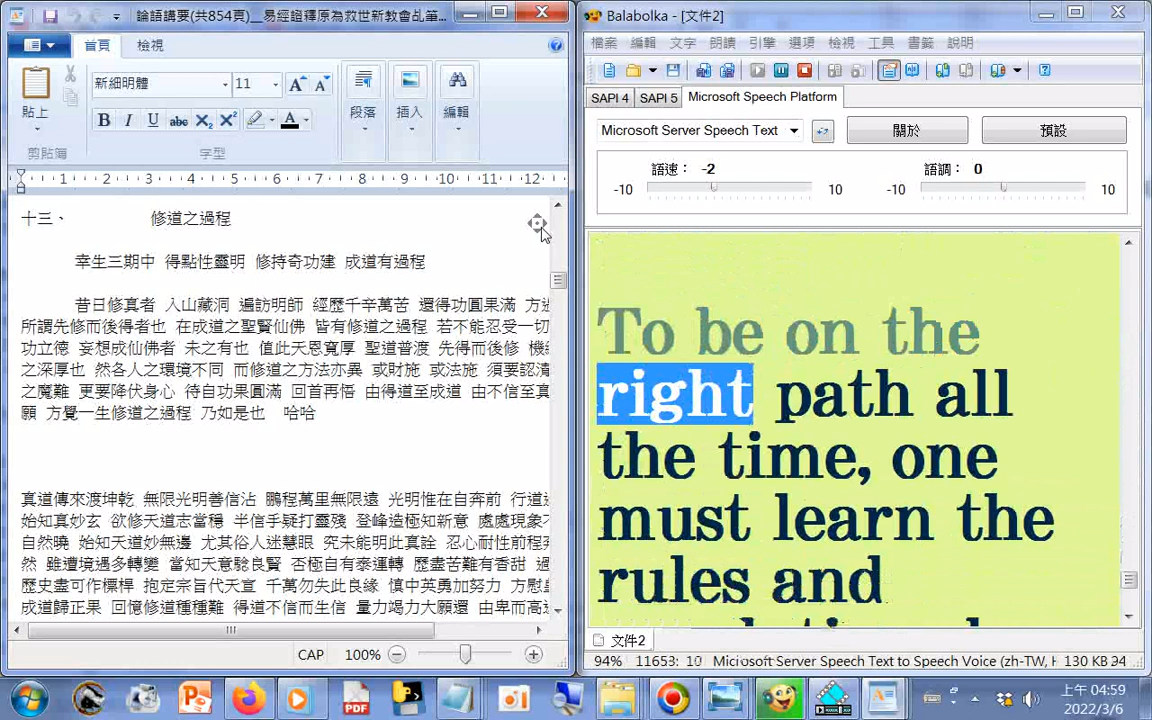 論語講要(共854頁)__易經證釋原為救世新教會乩筆...
首頁
檢視
貼上
剪貼簿
新細明體
11
B I U abc X₂ X²
A
字型
段落
插入
編輯
1 2 3 4 5 6 7 8 9 10 11 12
十三、 修道之過程
幸生三期中 得點性靈明 修持奇功建 成道有過程
昔日修真者 入山藏洞 遍訪明師 經歷千辛萬苦 還得功圓果滿 方
所謂先修而後得者也 在成道之聖賢仙佛 皆有修道之過程 若不能忍受一切
功立德 妄想成仙佛者 未之有也 值此天恩寬厚 聖道普渡 先得而後修
之深厚也 然各人之環境不同 而修道之方法亦異 或財施 或法施 須要認清
之魔難 更要降伏身心 待自功果圓滿 回首再悟 由得道至成道 由不信至真
願 方覺一生修道之過程 乃如是也 哈哈
真道傳來渡坤乾 無限光明善信沾 鵬程萬里無限遠 光明惟在自奔前 行道
始知真妙玄 欲修天道志當穩 半信乎疑打靈殘 登峰造極知新意 處處現象
自然曉 始知天道妙無邊 尤其俗人迷慧眼 究未能明此真詮 忍心耐性前程
然 雖遭境遇多轉變 當知天意驗良賢 否極自有泰運轉 歷盡苦難有香甜
歷史盡可作標桿 抱定宗旨代天宣 千萬勿失此良緣 慎中英勇加努力 方慰
成道歸正果 回憶修道種種難 得道不信而生信 量力竭力大願還 由卑而高
CAP 100%
Balabolka - [文件2]
檔案 編輯 文字 朗讀 引擎 選項 檢視 工具 書籤 說明
SAPI 4 SAPI 5 Microsoft Speech Platform
Microsoft Server Speech Text
關於
預設
語速： -2
-10 10
語調： 0
-10 10
To be on the
right path all
the time, one
must learn the
rules and
文件2
94% 11653: 10 Microsoft Server Speech Text to Speech Voice (zh-TW, H 130 KB
上午 04:59
2022/3/6